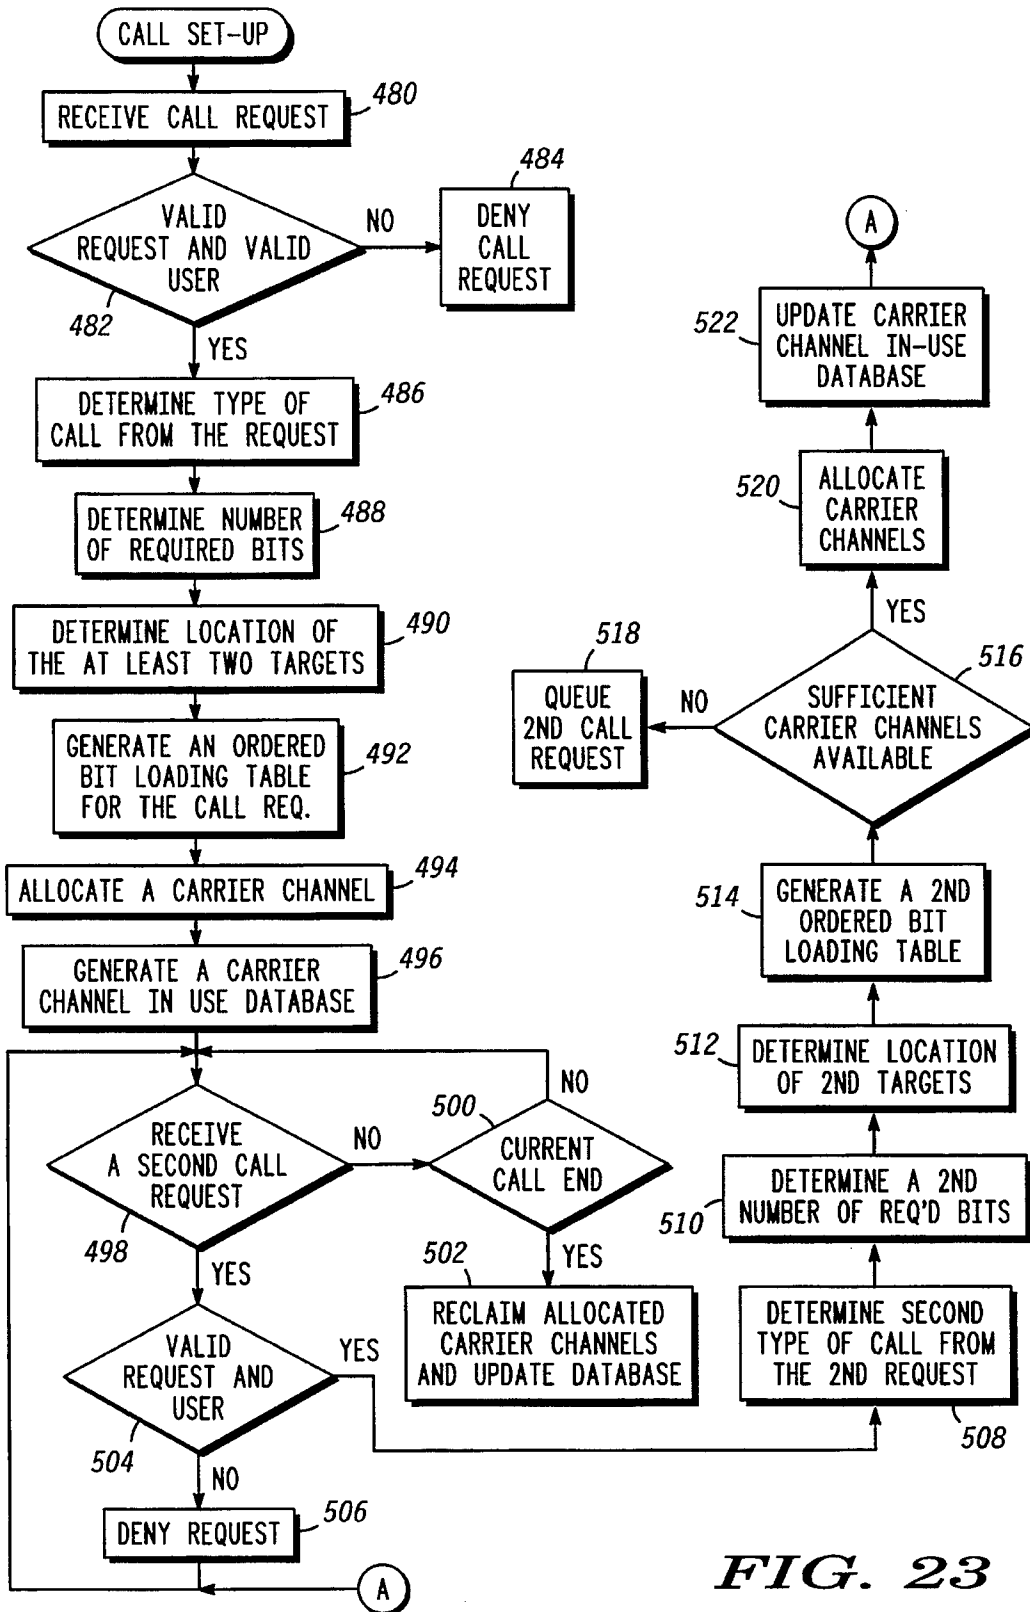 CALL SET-UP
RECEIVE CALL REQUEST
480
VALID
REQUEST AND VALID
USER
482
NO
DENY
CALL
REQUEST
484
YES
DETERMINE TYPE OF
CALL FROM THE REQUEST
486
DETERMINE NUMBER
OF REQUIRED BITS
488
DETERMINE LOCATION OF
THE AT LEAST TWO TARGETS
490
GENERATE AN ORDERED
BIT LOADING TABLE
FOR THE CALL REQ.
492
ALLOCATE A CARRIER CHANNEL
494
GENERATE A CARRIER
CHANNEL IN USE DATABASE
496
RECEIVE
A SECOND CALL
REQUEST
498
NO
CURRENT
CALL END
500
NO
YES
RECLAIM ALLOCATED
CARRIER CHANNELS
AND UPDATE DATABASE
502
YES
VALID
REQUEST AND
USER
504
YES
NO
DENY REQUEST
506
A
DETERMINE SECOND
TYPE OF CALL FROM
THE 2ND REQUEST
508
DETERMINE A 2ND
NUMBER OF REQ'D BITS
510
DETERMINE LOCATION
OF 2ND TARGETS
512
GENERATE A 2ND
ORDERED BIT
LOADING TABLE
514
SUFFICIENT
CARRIER CHANNELS
AVAILABLE
516
NO
QUEUE
2ND CALL
REQUEST
518
YES
ALLOCATE
CARRIER
CHANNELS
520
UPDATE CARRIER
CHANNEL IN-USE
DATABASE
522
A
FIG. 23